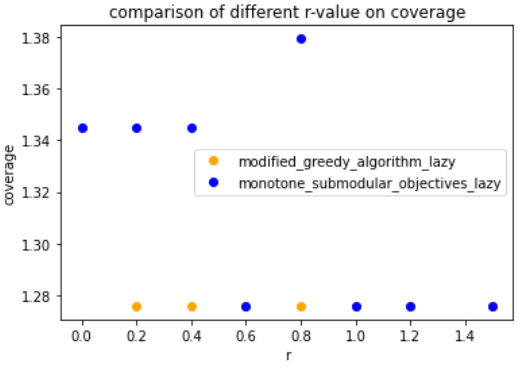 comparison of different r-value on coverage
1.38
1.36
1.34
1.32
1.30
1.28
coverage
modified_greedy_algorithm_lazy
monotone_submodular_objectives_lazy
0.0 0.2 0.4 0.6 0.8 1.0 1.2 1.4
r